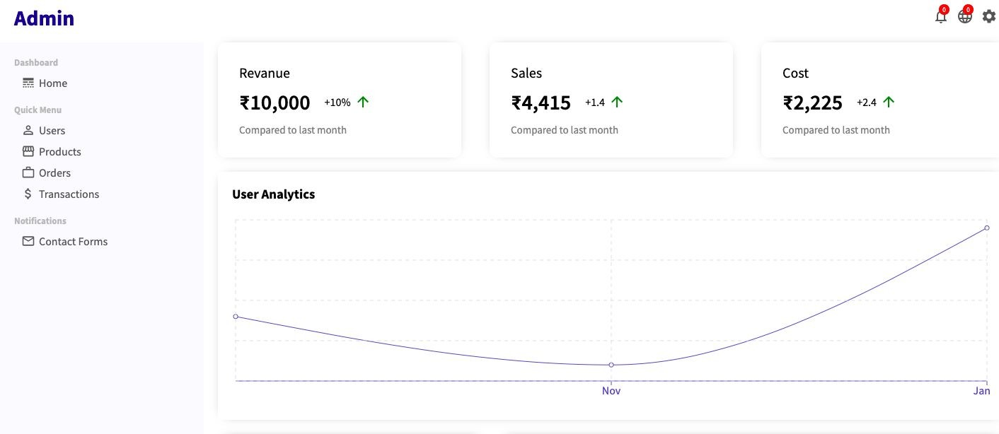 Admin
0
0
Dashboard
Home
Quick Menu
Users
Products
Orders
Transactions
Notifications
Contact Forms
Revanue
₹10,000 +10%
Compared to last month
Sales
₹4,415 +1.4
Compared to last month
Cost
₹2,225 +2.4
Compared to last month
User Analytics
Nov
Jan